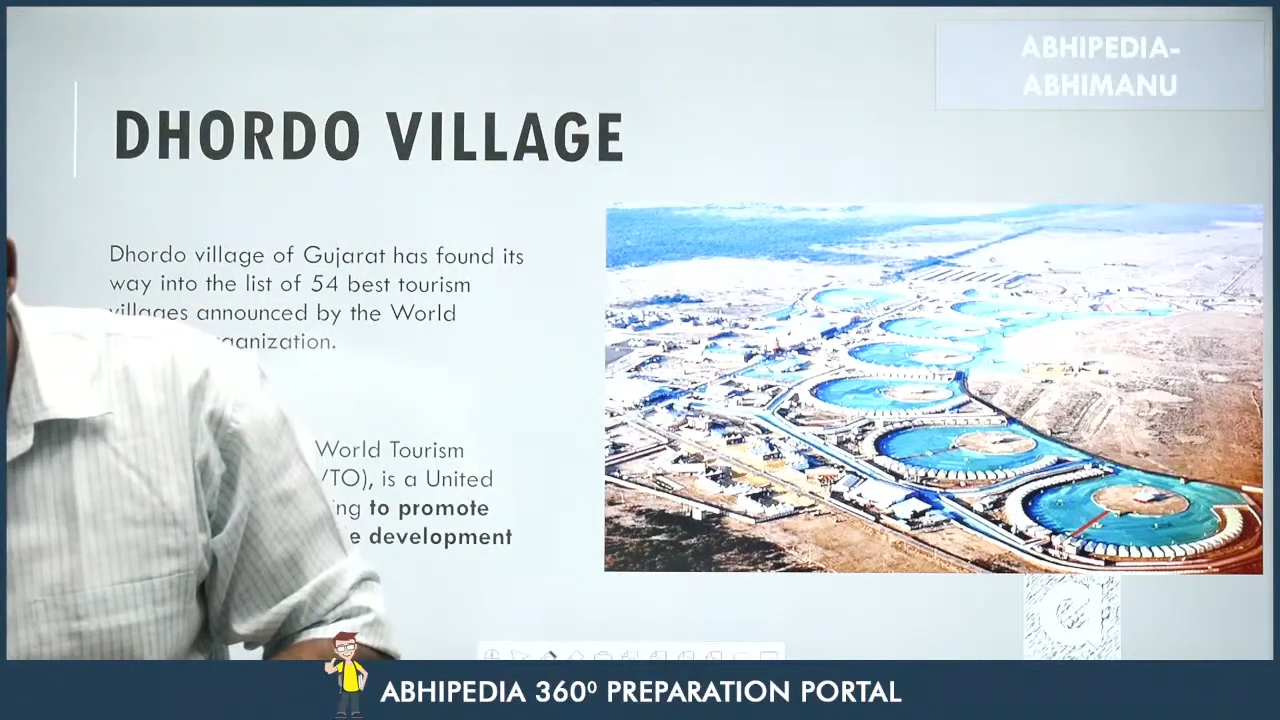 ABHIPEDIA-
ABHIMANU
DHORDO VILLAGE
Dhordo village of Gujarat has found its
way into the list of 54 best tourism
villages announced by the World
World Tourism
is a United
to promote
development
ABHIPEDIA 360⁰ PREPARATION PORTAL